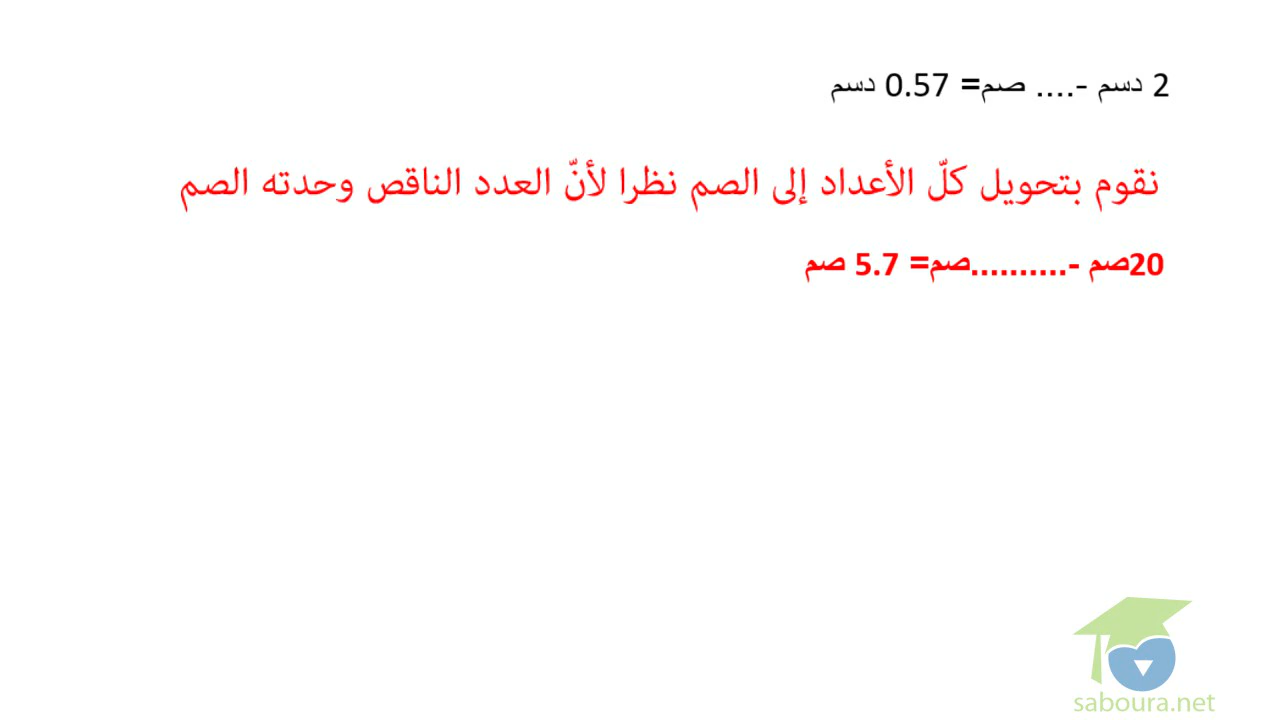 2 دسم -.... صم= 0.57 دسم
نقوم بتحويل كلّ الأعداد إلى الصم نظرا لأنّ العدد الناقص وحدته الصم
20صم -..........صم= 5.7 صم
saboura.net